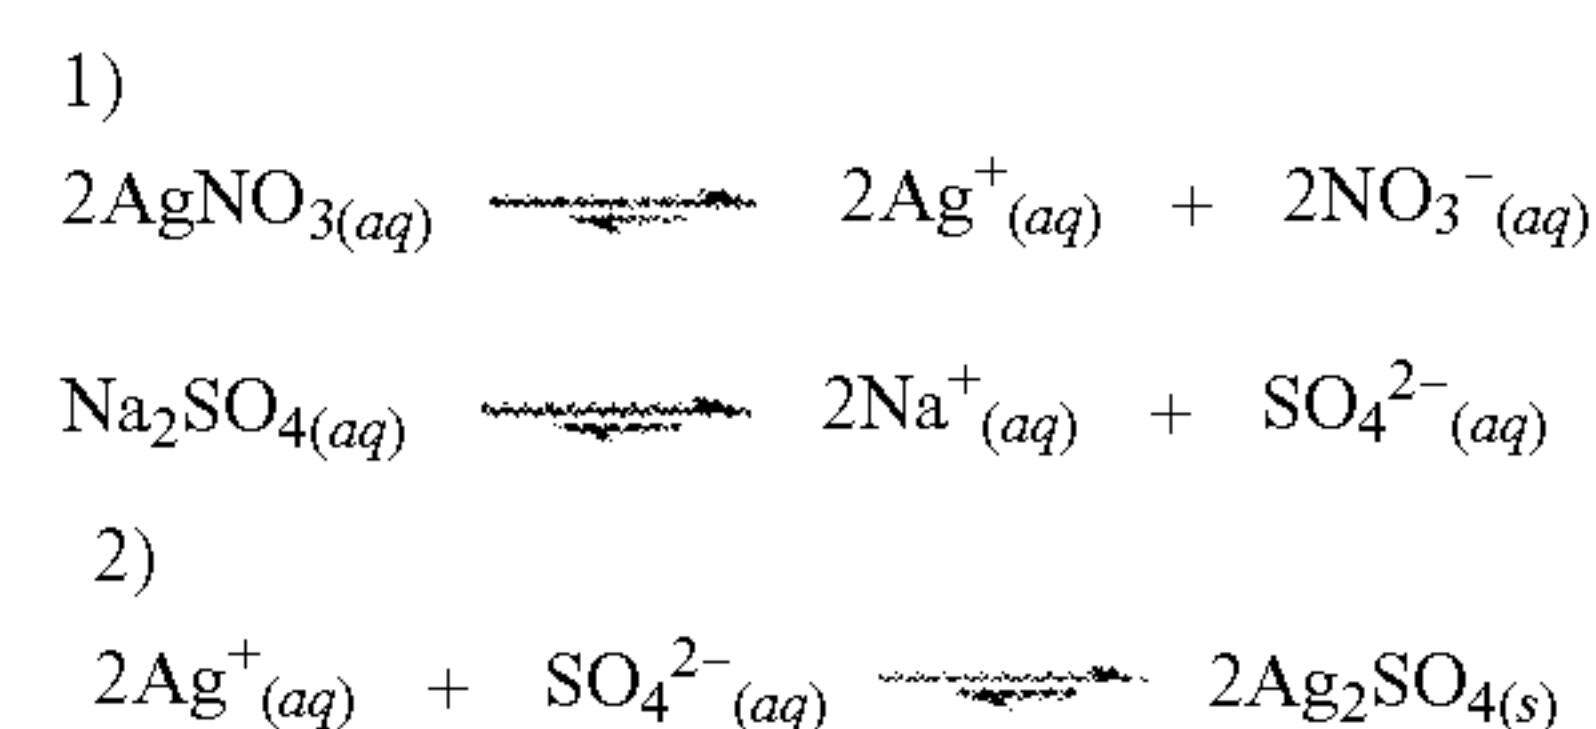 1)
2AgNO₃(aq) ⇌ 2Ag⁺(aq) + 2NO₃⁻(aq)
Na₂SO₄(aq) ⇌ 2Na⁺(aq) + SO₄²⁻(aq)
2)
2Ag⁺(aq) + SO₄²⁻(aq) ⇌ 2Ag₂SO₄(s)